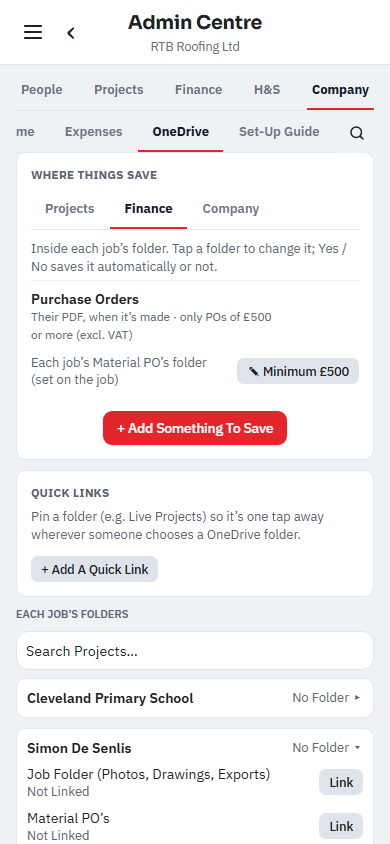 Admin Centre
RTB Roofing Ltd
People Projects Finance H&S Company
me Expenses OneDrive Set-Up Guide
WHERE THINGS SAVE
Projects Finance Company
Inside each job's folder. Tap a folder to change it; Yes /
No saves it automatically or not.
Purchase Orders
Their PDF, when it's made · only POs of £500
or more (excl. VAT)
Each job's Material PO's folder
(set on the job)
Minimum £500
+ Add Something To Save
QUICK LINKS
Pin a folder (e.g. Live Projects) so it's one tap away
wherever someone chooses a OneDrive folder.
+ Add A Quick Link
EACH JOB'S FOLDERS
Search Projects...
Cleveland Primary School No Folder
Simon De Senlis No Folder
Job Folder (Photos, Drawings, Exports)
Not Linked
Link
Material PO's
Not Linked
Link